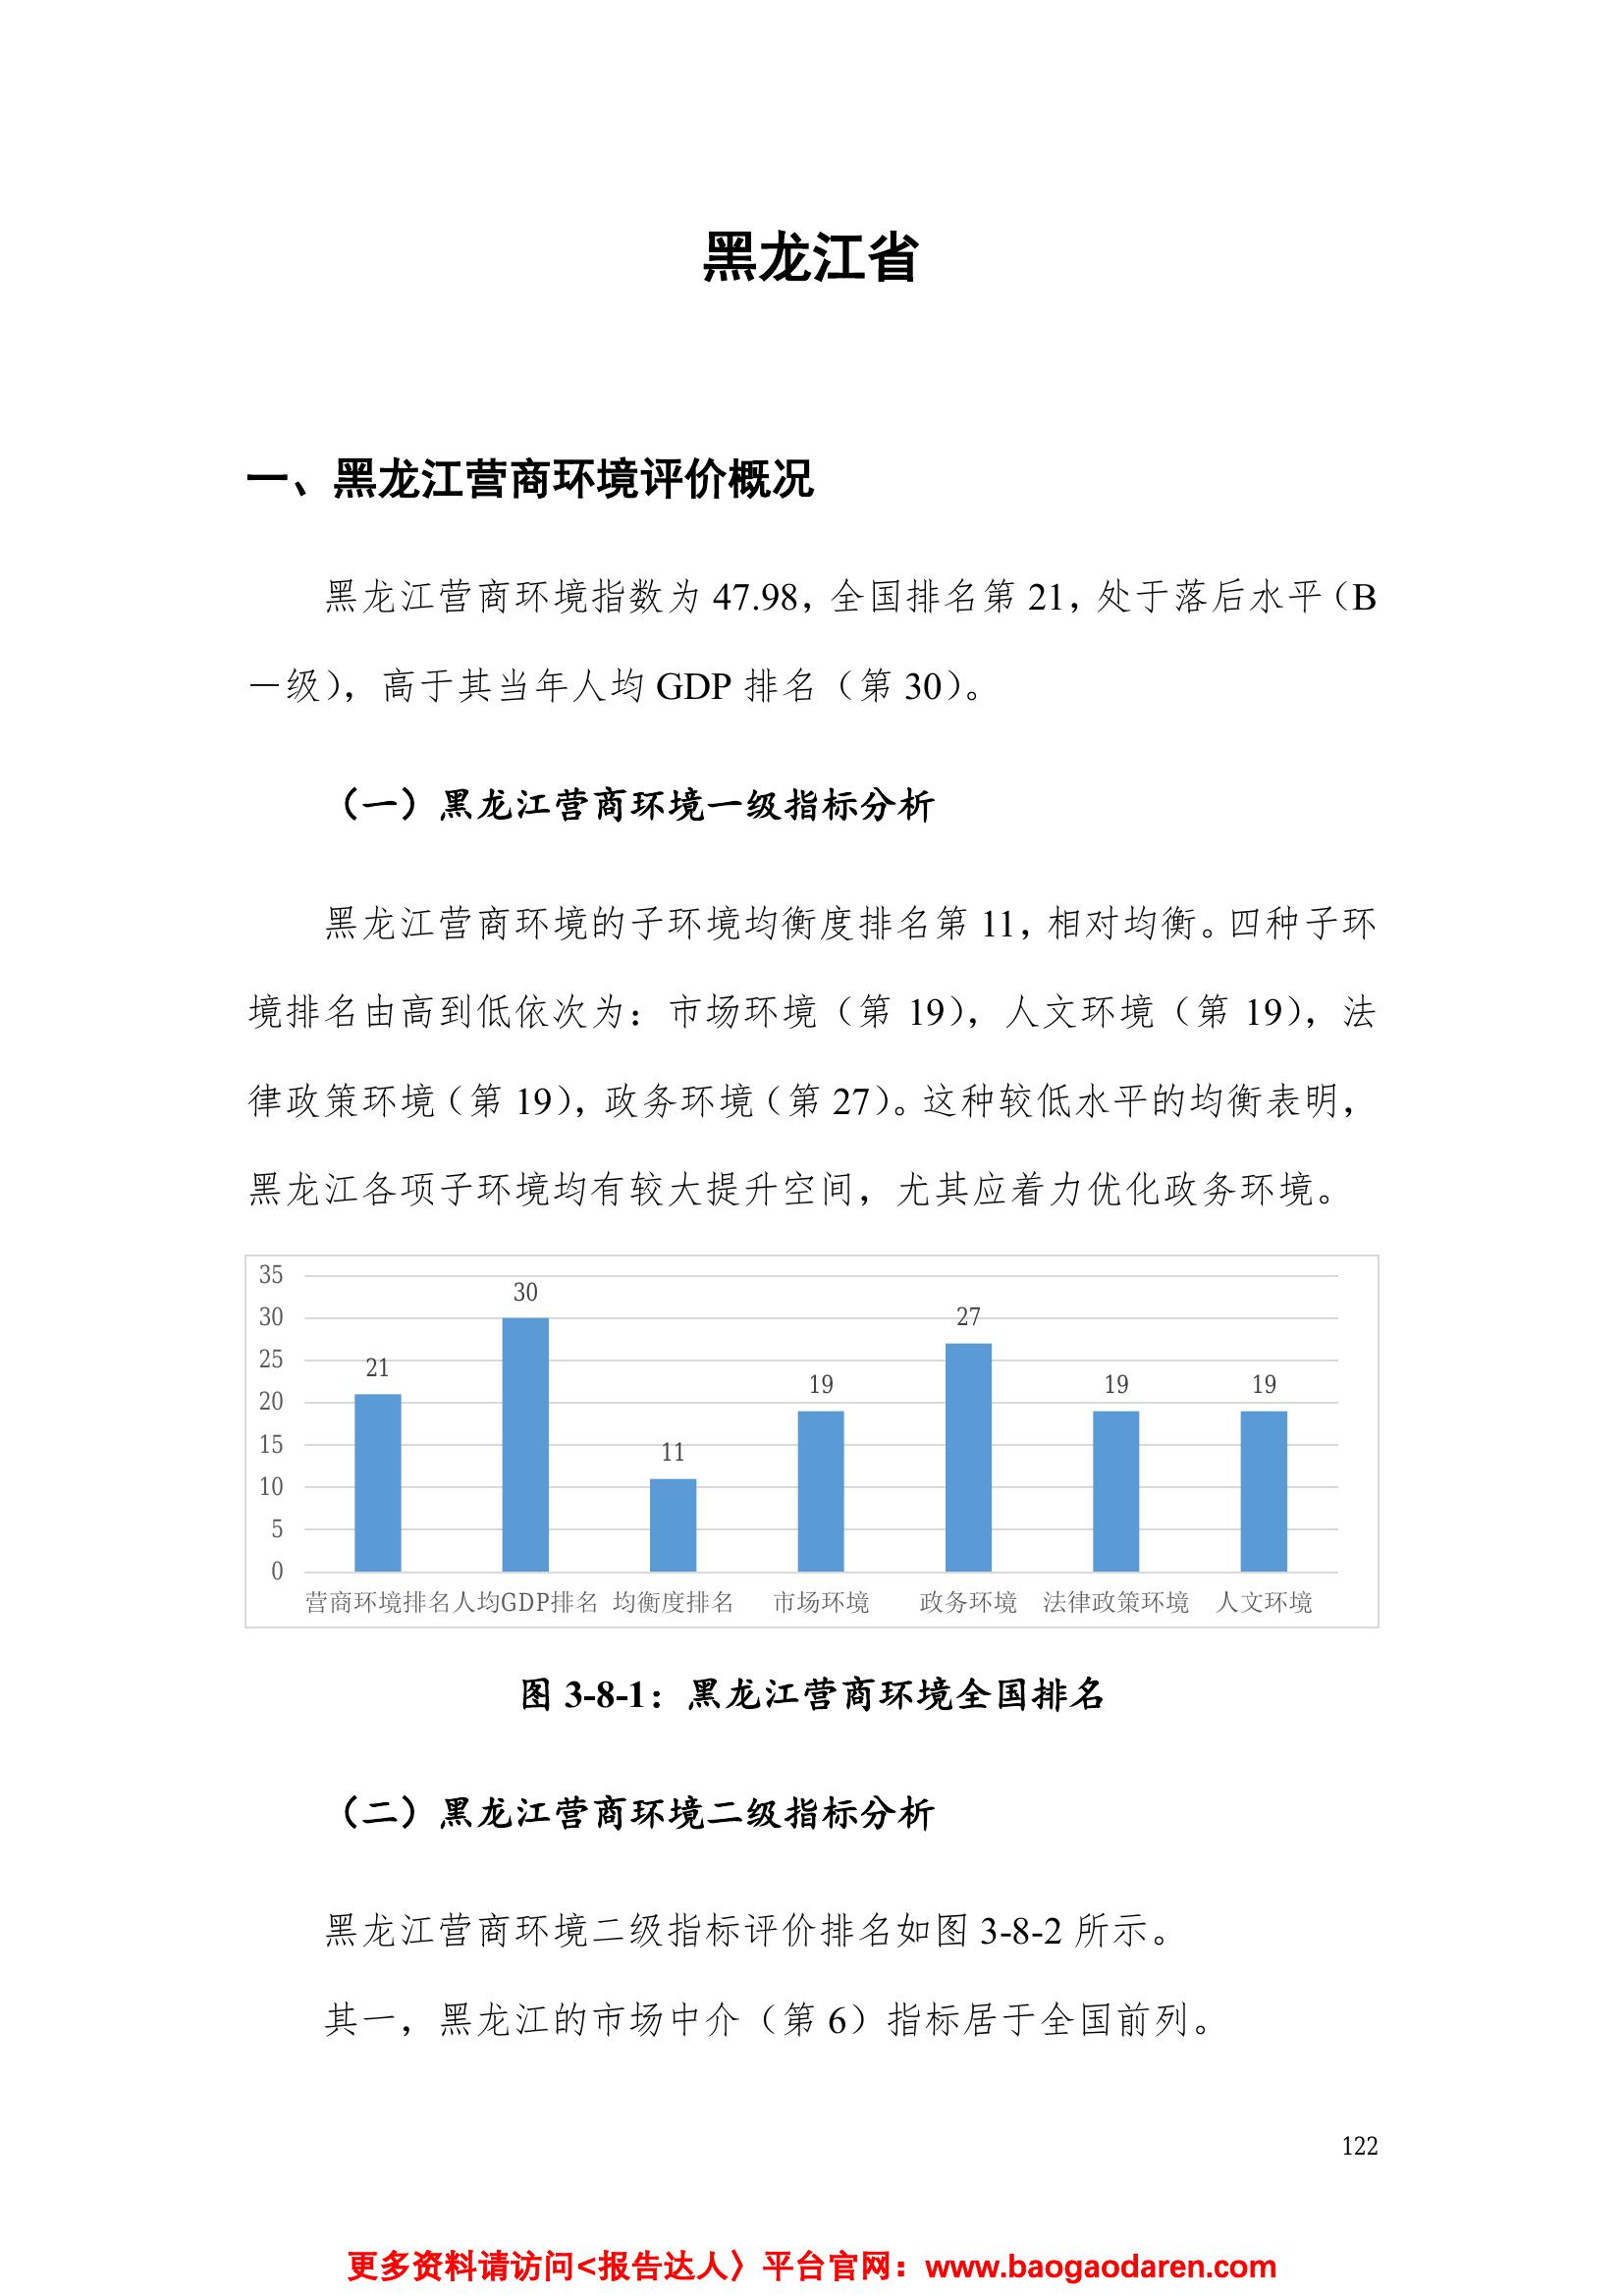 黑龙江省
一、黑龙江营商环境评价概况
黑龙江营商环境指数为 47.98，全国排名第 21，处于落后水平（B
－级），高于其当年人均 GDP 排名（第 30）。
（一）黑龙江营商环境一级指标分析
黑龙江营商环境的子环境均衡度排名第 11，相对均衡。四种子环
境排名由高到低依次为：市场环境（第 19），人文环境（第 19），法
律政策环境（第 19），政务环境（第 27）。这种较低水平的均衡表明，
黑龙江各项子环境均有较大提升空间，尤其应着力优化政务环境。
35
30
25
20
15
10
5
0
21
30
11
19
27
19
19
营商环境排名 人均GDP排名 均衡度排名 市场环境 政务环境 法律政策环境 人文环境
图 3-8-1：黑龙江营商环境全国排名
（二）黑龙江营商环境二级指标分析
黑龙江营商环境二级指标评价排名如图 3-8-2 所示。
其一，黑龙江的市场中介（第 6）指标居于全国前列。
122
更多资料请访问<报告达人〉平台官网：www.baogaodaren.com